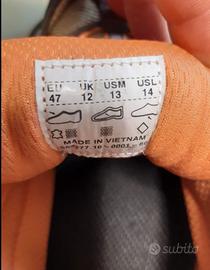 EU UK USM USL
47 12 13 14
MADE IN VIETNAM
subito